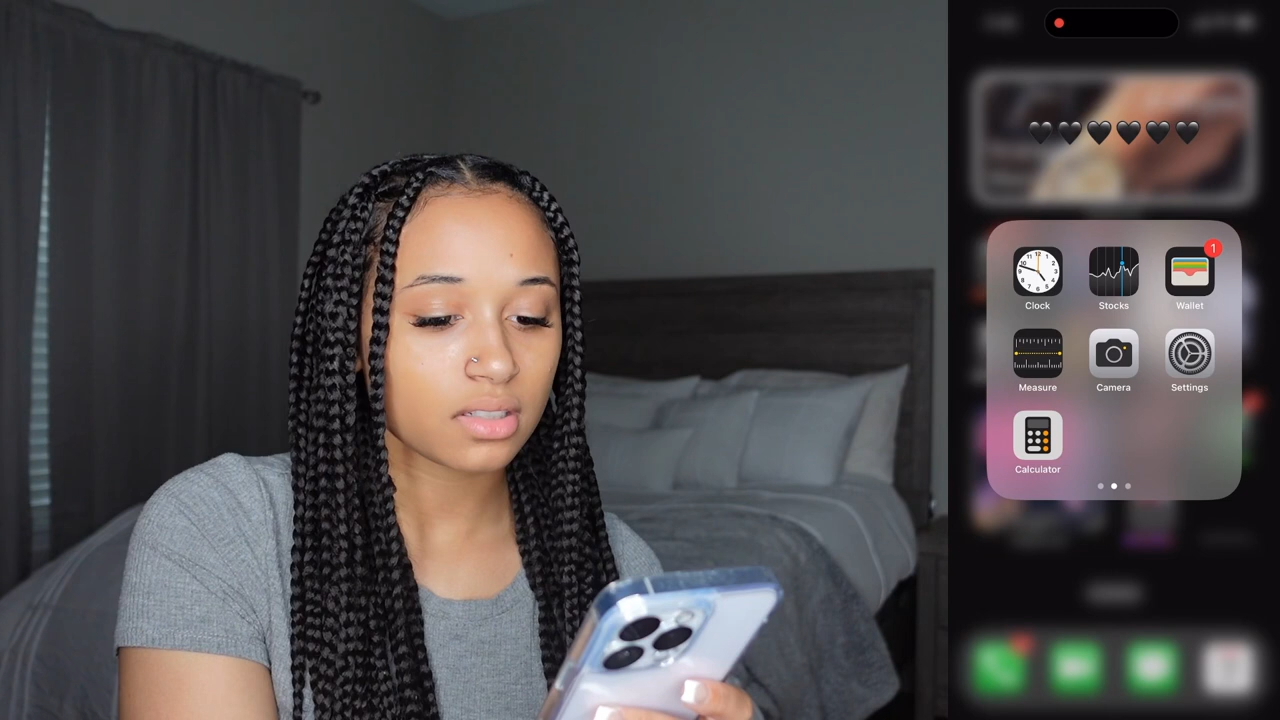 🖤🖤🖤🖤🖤🖤
1
Clock
Stocks
Wallet
Measure
Camera
Settings
Calculator